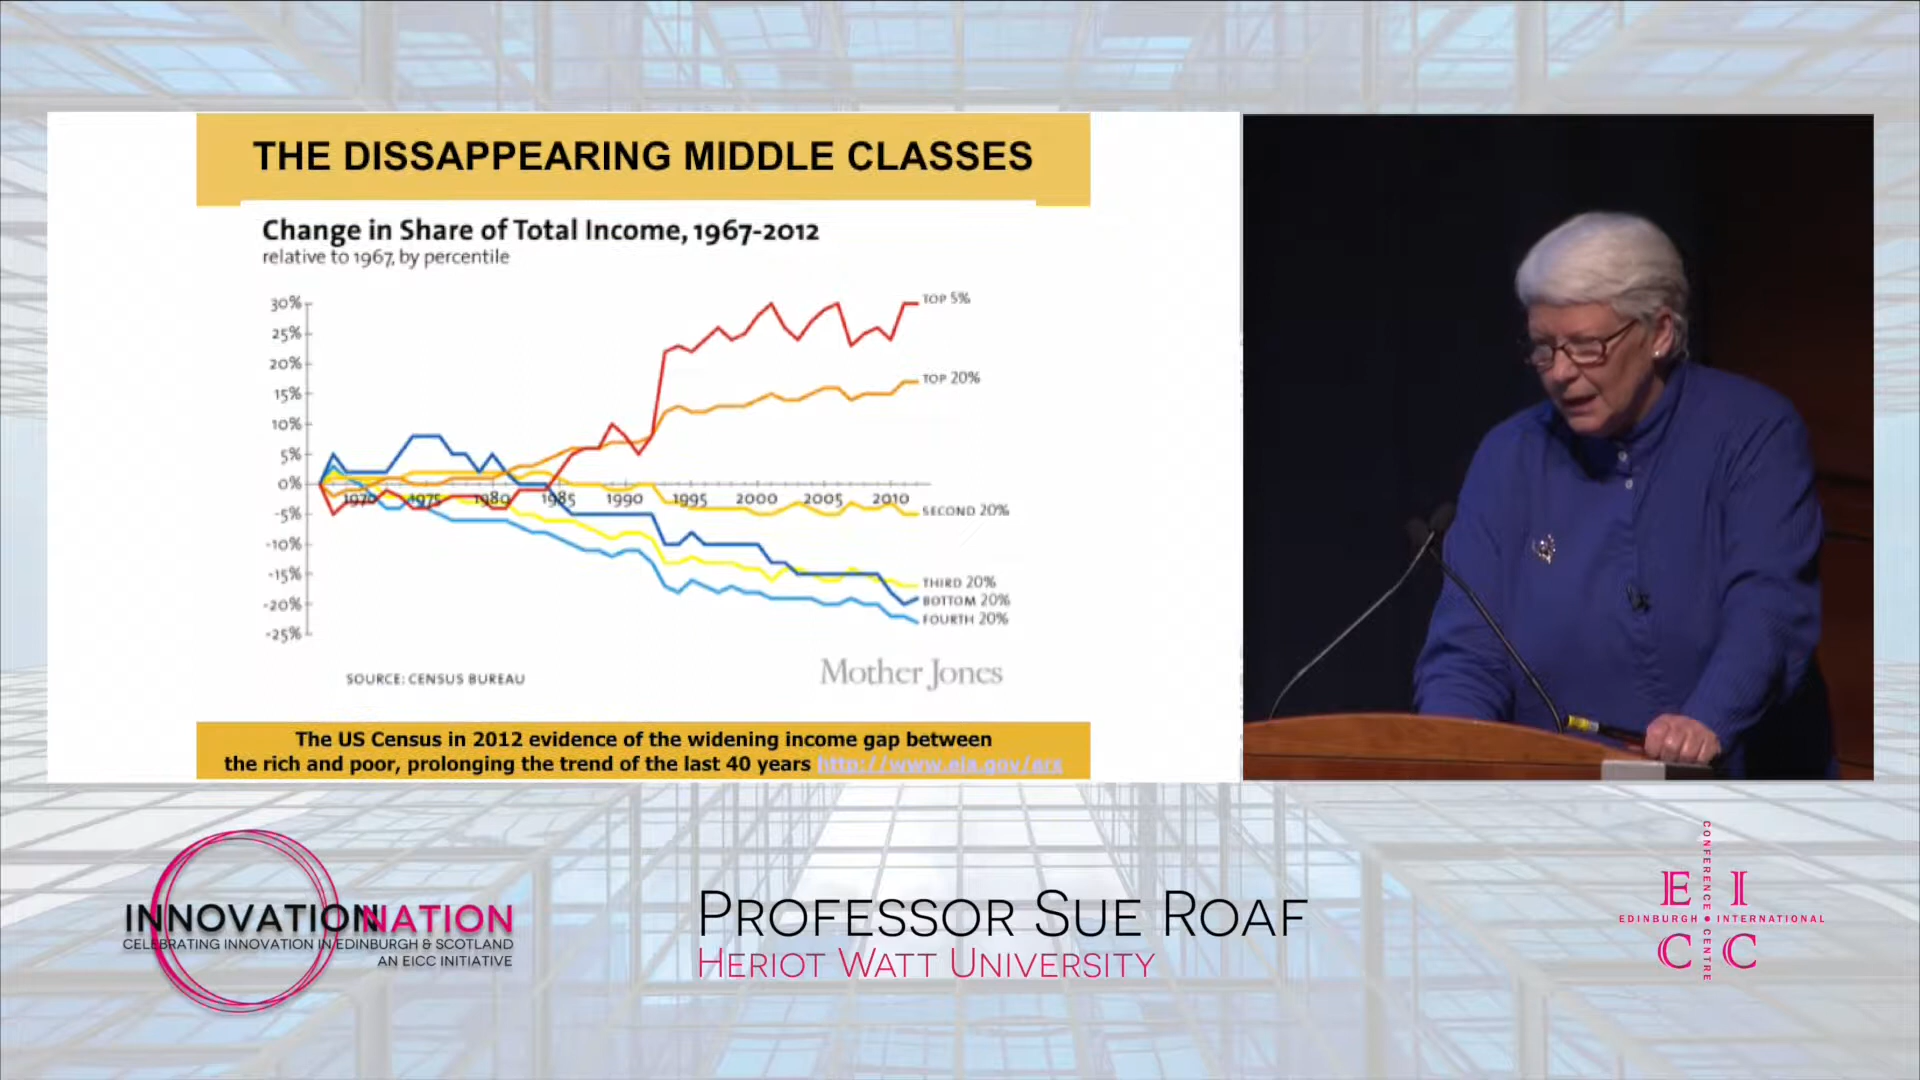 THE DISSAPPEARING MIDDLE CLASSES
Change in Share of Total Income, 1967-2012
relative to 1967, by percentile
30%
25%
20%
15%
10%
5%
0%
-5%
-10%
-15%
-20%
-25%
1970 1975 1980 1985 1990 1995 2000 2005 2010
TOP 5%
TOP 20%
SECOND 20%
THIRD 20%
BOTTOM 20%
FOURTH 20%
SOURCE: CENSUS BUREAU
Mother Jones
The US Census in 2012 evidence of the widening income gap between
the rich and poor, prolonging the trend of the last 40 years http://www.eia.gov/ers
INNOVATIONNATION
CELEBRATING INNOVATION IN EDINBURGH & SCOTLAND
AN EICC INITIATIVE
PROFESSOR SUE ROAF
HERIOT WATT UNIVERSITY
E I
EDINBURGH • INTERNATIONAL
C C
CONFERENCE CENTRE